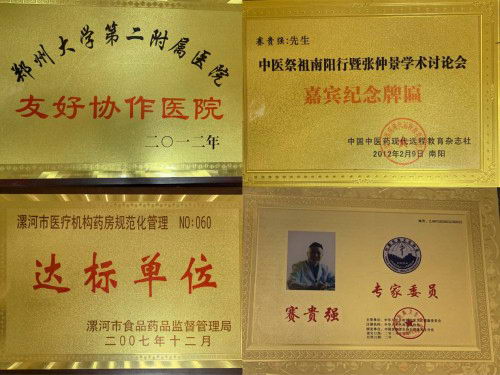 郑州大学第二附属医院
友好协作医院
二〇一二年
赛贵强:先生
中医祭祖南阳行暨张仲景学术讨论会
嘉宾纪念牌匾
中国中医药现代远程教育杂志社
2012年2月9日 南阳
漯河市医疗机构药房规范化管理 NO:060
达标单位
漯河市食品药品监督管理局
二00七年十二月
赛贵强
专家委员